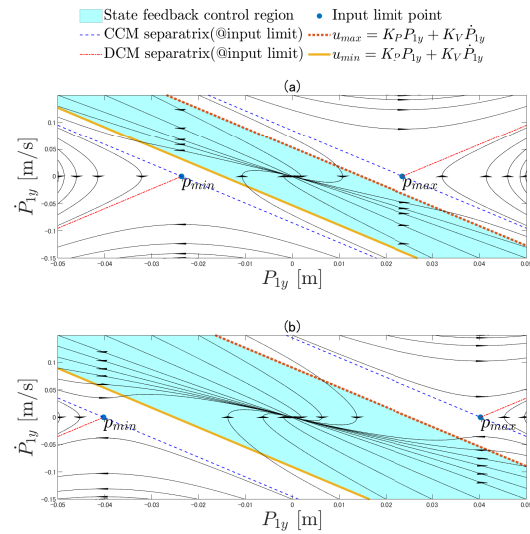 State feedback control region Input limit point
CCM separatrix(@input limit) u_max = K_P P_1y + K_V Ṗ_1y
DCM separatrix(@input limit) u_min = K_P P_1y + K_V Ṗ_1y
(a)
0.15
0.1
0.05
0
-0.05
-0.1
-0.15
Ṗ_1y [m/s]
p_min p_max
-0.05 -0.04 -0.03 -0.02 -0.01 0 0.01 0.02 0.03 0.04 0.05
P_1y [m]
(b)
0.15
0.1
0.05
0
-0.05
-0.1
-0.15
Ṗ_1y [m/s]
p_min p_max
-0.05 -0.04 -0.03 -0.02 -0.01 0 0.01 0.02 0.03 0.04 0.05
P_1y [m]